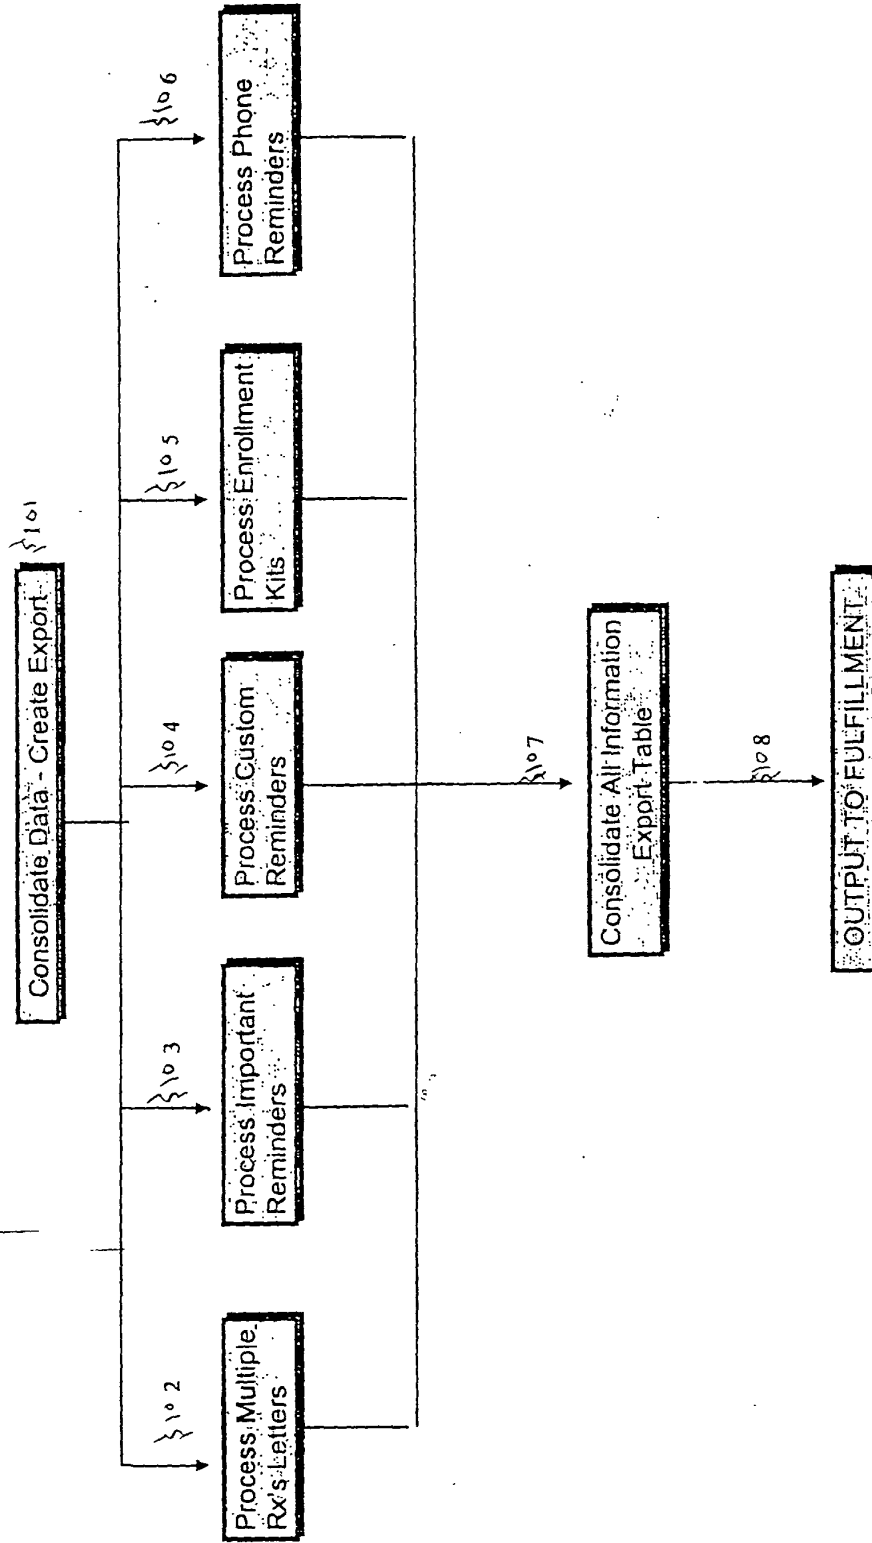 Consolidate Data - Create Export
101
102
103
104
105
106
Process Multiple
Rx's Letters
Process Important
Reminders
Process Custom
Reminders
Process Enrollment
Kits
Process Phone
Reminders
107
Consolidate All Information
Export Table
108
OUTPUT TO FULFILLMENT